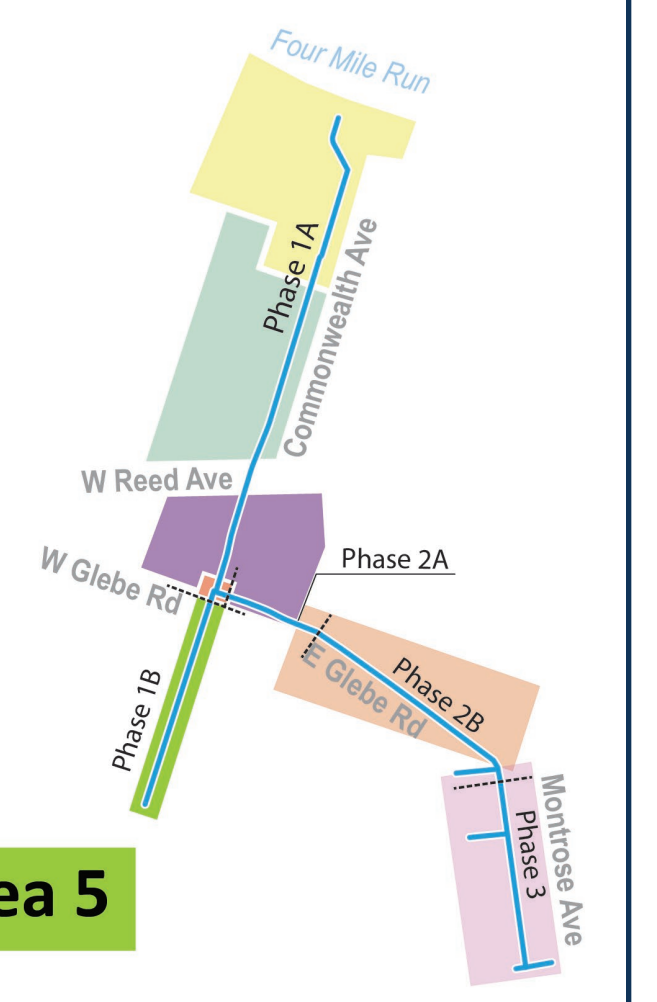 Four Mile Run
Phase 1A
Commonwealth Ave
W Reed Ave
W Glebe Rd
Phase 2A
E Glebe Rd
Phase 2B
Phase 1B
Montrose Ave
Phase 3
ea 5